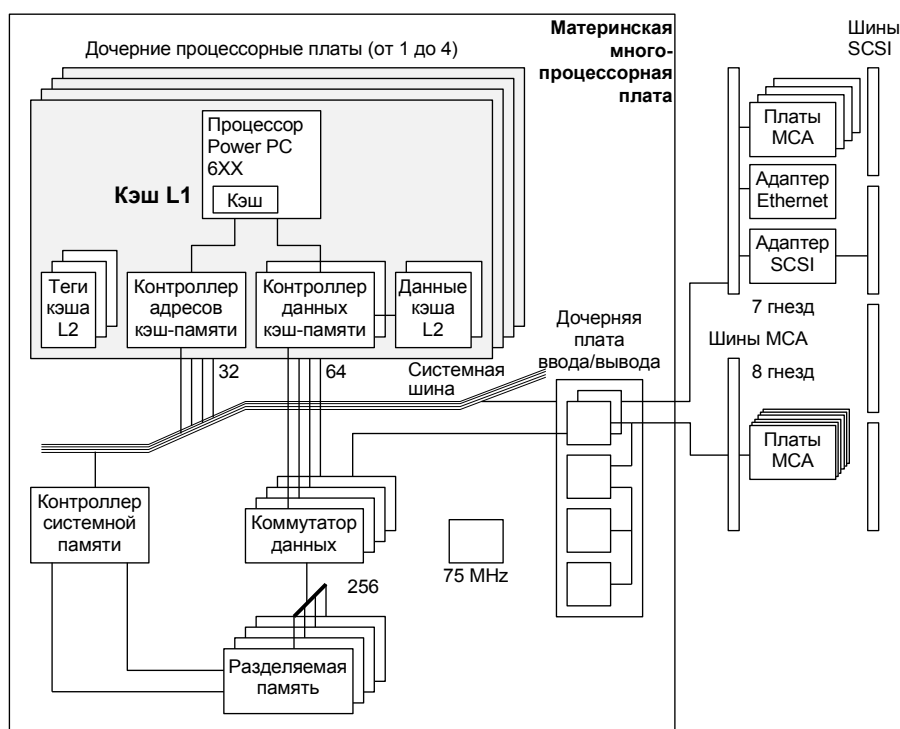 Дочерние процессорные платы (от 1 до 4)
Материнская
много-
процессорная
плата
Шины
SCSI
Процессор
Power PC
6XX
Кэш L1
Кэш
Платы
MCA
Адаптер
Ethernet
Адаптер
SCSI
Теги
кэша
L2
Контроллер
адресов
кэш-памяти
Контроллер
данных
кэш-памяти
Данные
кэша
L2
7 гнезд
Дочерняя
плата
ввода/вывода
Шины MCA
8 гнезд
32
64
Системная
шина
Платы
MCA
Контроллер
системной
памяти
Коммутатор
данных
75 MHz
256
Разделяемая
память